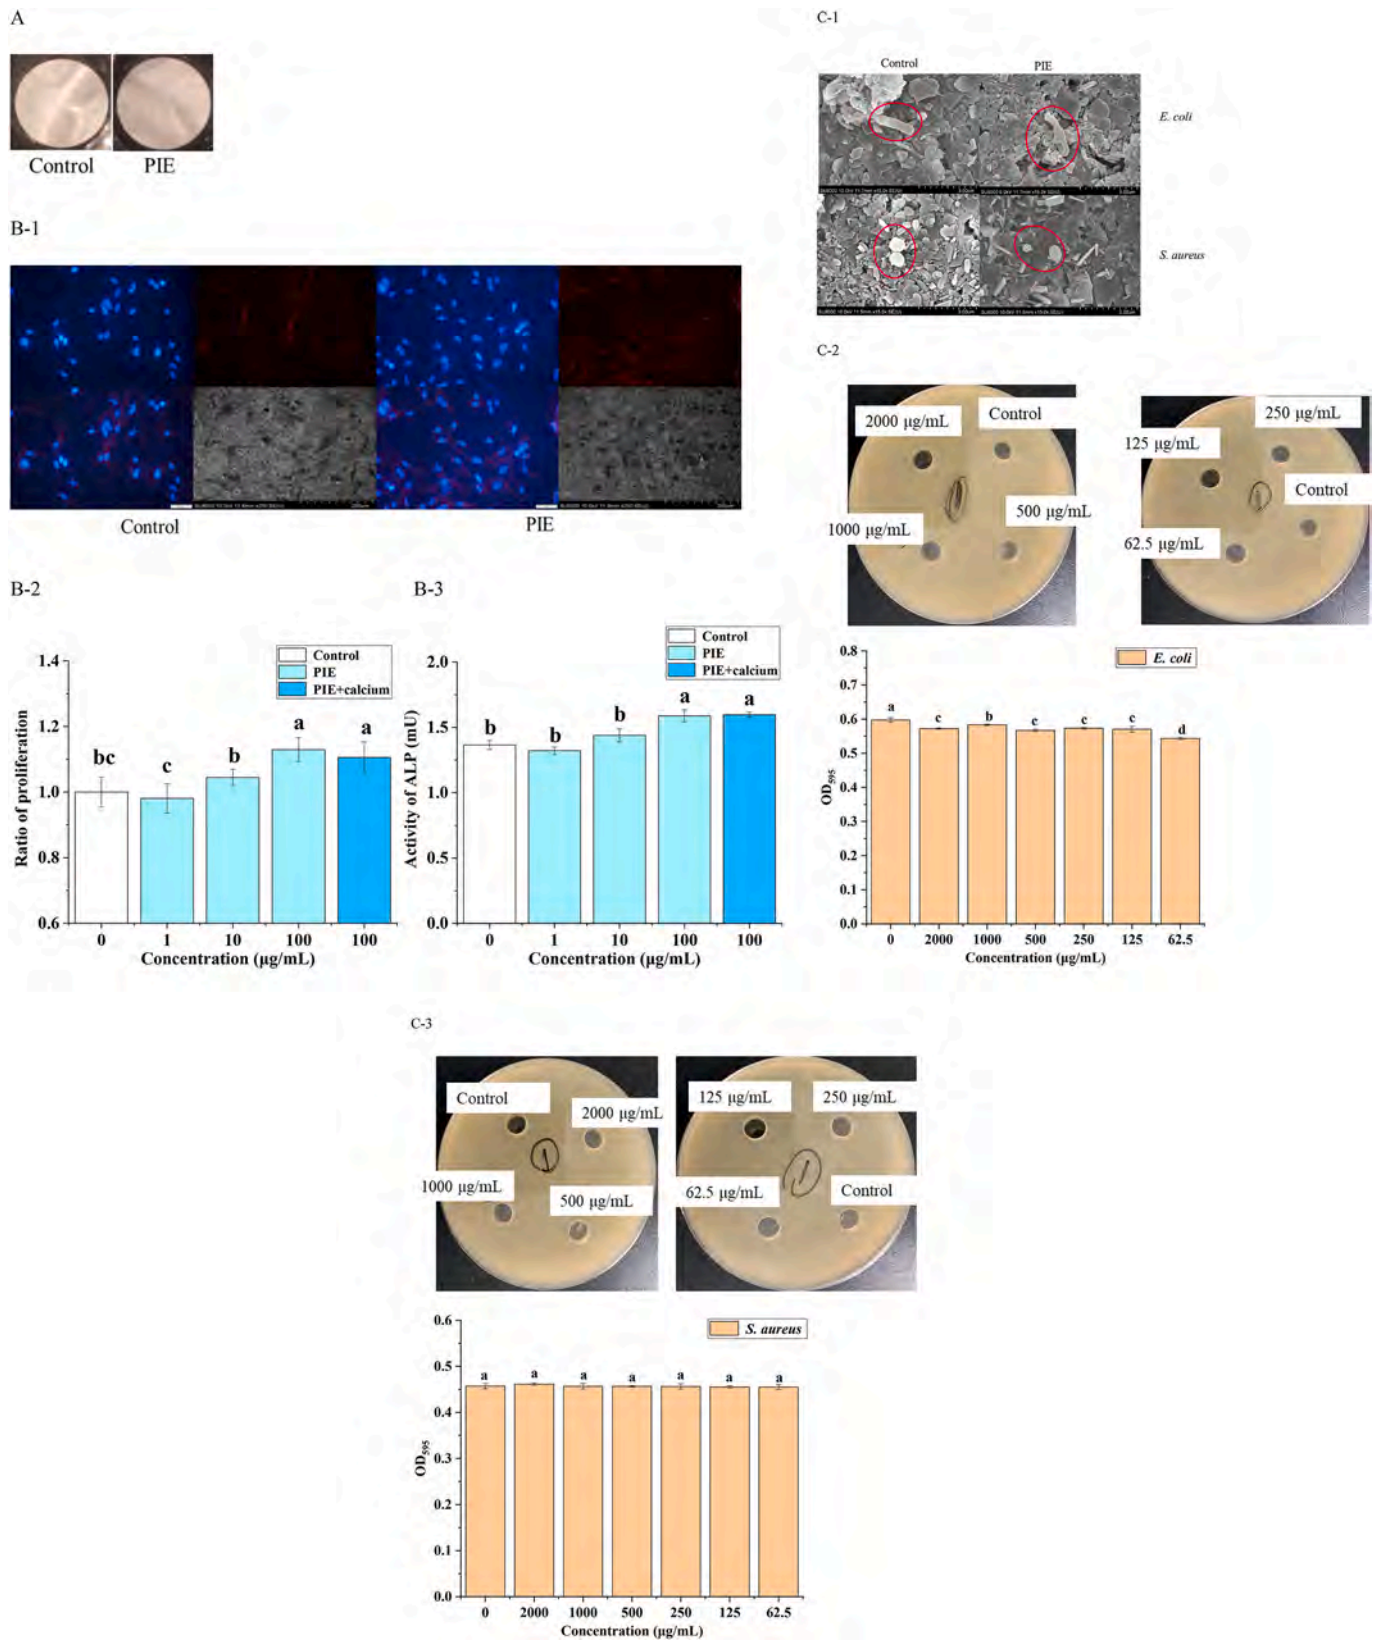 A
Control
PIE
B-1
Control
PIE
B-2
Control
PIE
PIE+calcium
1.4
1.2
1.0
0.8
0.6
Ratio of proliferation
bc
c
b
a
a
0
1
10
100
100
Concentration (μg/mL)
B-3
Control
PIE
PIE+calcium
2.0
1.5
1.0
0.5
0.0
Activity of ALP (mU)
b
b
b
a
a
0
1
10
100
100
Concentration (μg/mL)
C-1
Control
PIE
E. coli
S. aureus
C-2
2000 μg/mL
Control
1000 μg/mL
500 μg/mL
250 μg/mL
125 μg/mL
Control
62.5 μg/mL
E. coli
0.8
0.7
0.6
0.5
0.4
0.3
0.2
0.1
0.0
OD595
a
c
b
c
c
c
d
0
2000
1000
500
250
125
62.5
Concentration (μg/mL)
C-3
Control
2000 μg/mL
1000 μg/mL
500 μg/mL
125 μg/mL
250 μg/mL
62.5 μg/mL
Control
S. aureus
0.6
0.5
0.4
0.3
0.2
0.1
0.0
OD595
a
a
a
a
a
a
a
0
2000
1000
500
250
125
62.5
Concentration (μg/mL)